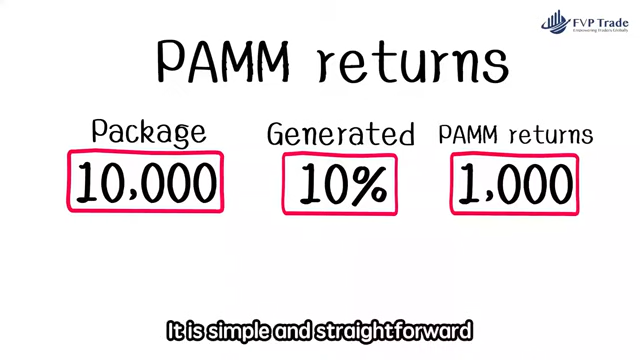 FVP Trade
Empowering Traders Globally
PAMM returns
Package Generated PAMM returns
10,000 10% 1,000
It is simple and straightforward